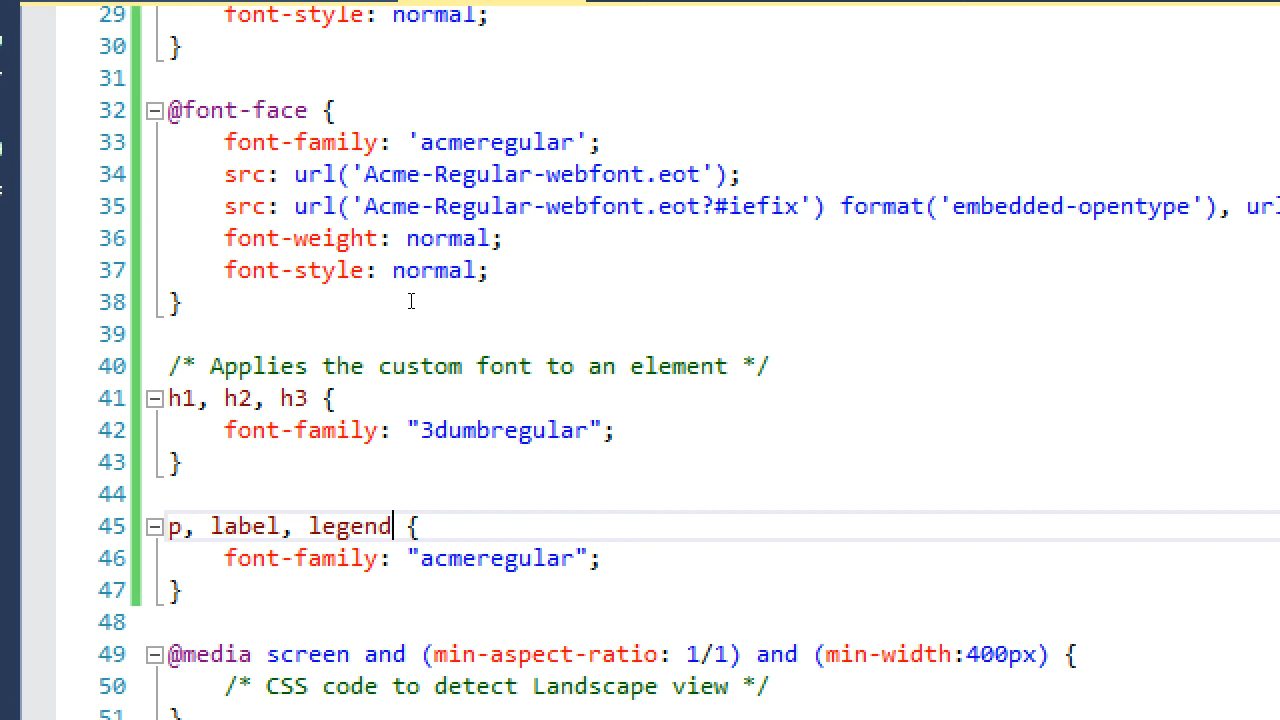 29 font-style: normal;
30 }
31
32 @font-face {
33 font-family: 'acmeregular';
34 src: url('Acme-Regular-webfont.eot');
35 src: url('Acme-Regular-webfont.eot?#iefix') format('embedded-opentype'), url
36 font-weight: normal;
37 font-style: normal;
38 }
39
40 /* Applies the custom font to an element */
41 h1, h2, h3 {
42 font-family: "3dumbregular";
43 }
44
45 p, label, legend {
46 font-family: "acmeregular";
47 }
48
49 @media screen and (min-aspect-ratio: 1/1) and (min-width:400px) {
50 /* CSS code to detect Landscape view */
51 }